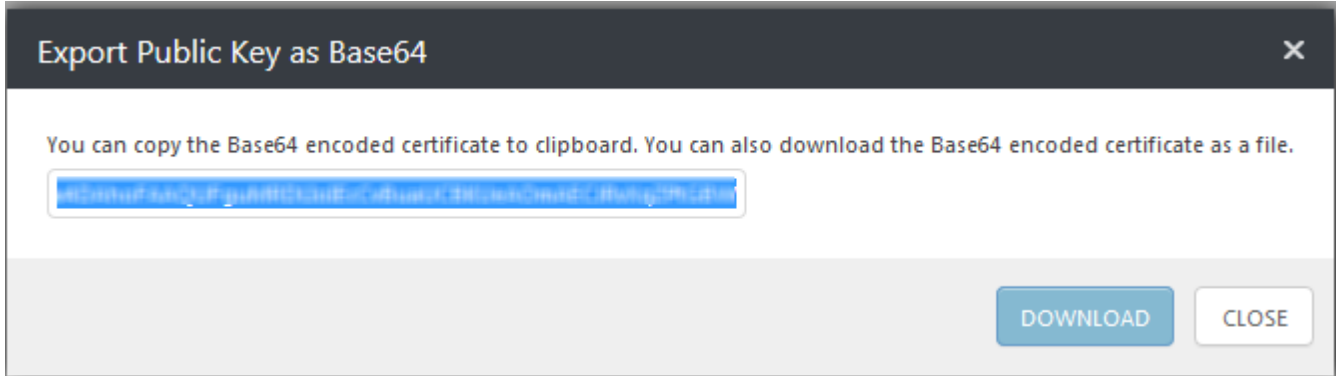 Export Public Key as Base64
You can copy the Base64 encoded certificate to clipboard. You can also download the Base64 encoded certificate as a file.
DOWNLOAD
CLOSE